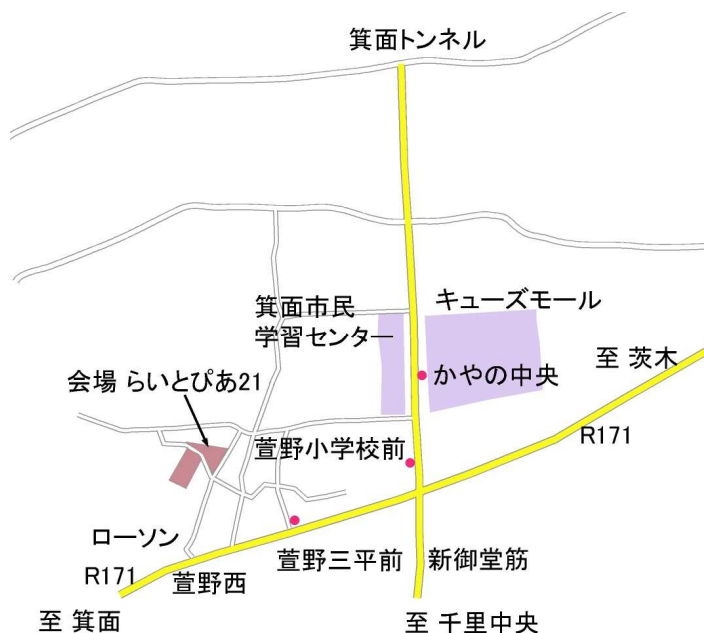 箕面トンネル
箕面市民
学習センター
キューズモール
至 茨木
会場 らいとぴあ21
かやの中央
R171
萱野小学校前
ローソン
萱野三平前
新御堂筋
R171
萱野西
至 箕面
至 千里中央